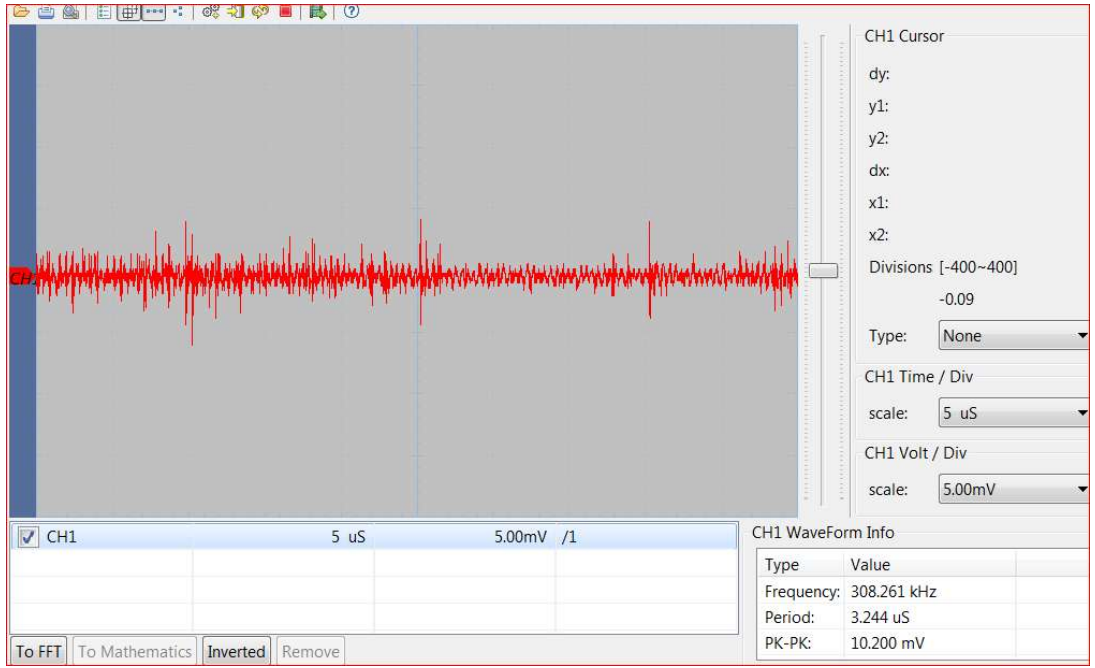 CH1 Cursor
dy:
y1:
y2:
dx:
x1:
x2:
Divisions [-400~400]
-0.09
Type: None
CH1 Time / Div
scale: 5 uS
CH1 Volt / Div
scale: 5.00mV
CH1 5 uS 5.00mV /1
CH1 WaveForm Info
Type Value
Frequency: 308.261 kHz
Period: 3.244 uS
PK-PK: 10.200 mV
To FFT To Mathematics Inverted Remove